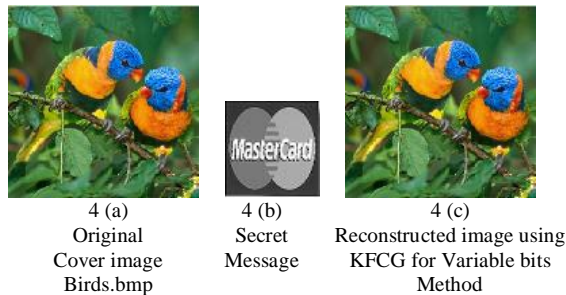 MasterCard
4 (a)
Original
Cover image
Birds.bmp
4 (b)
Secret
Message
4 (c)
Reconstructed image using
KFCG for Variable bits
Method